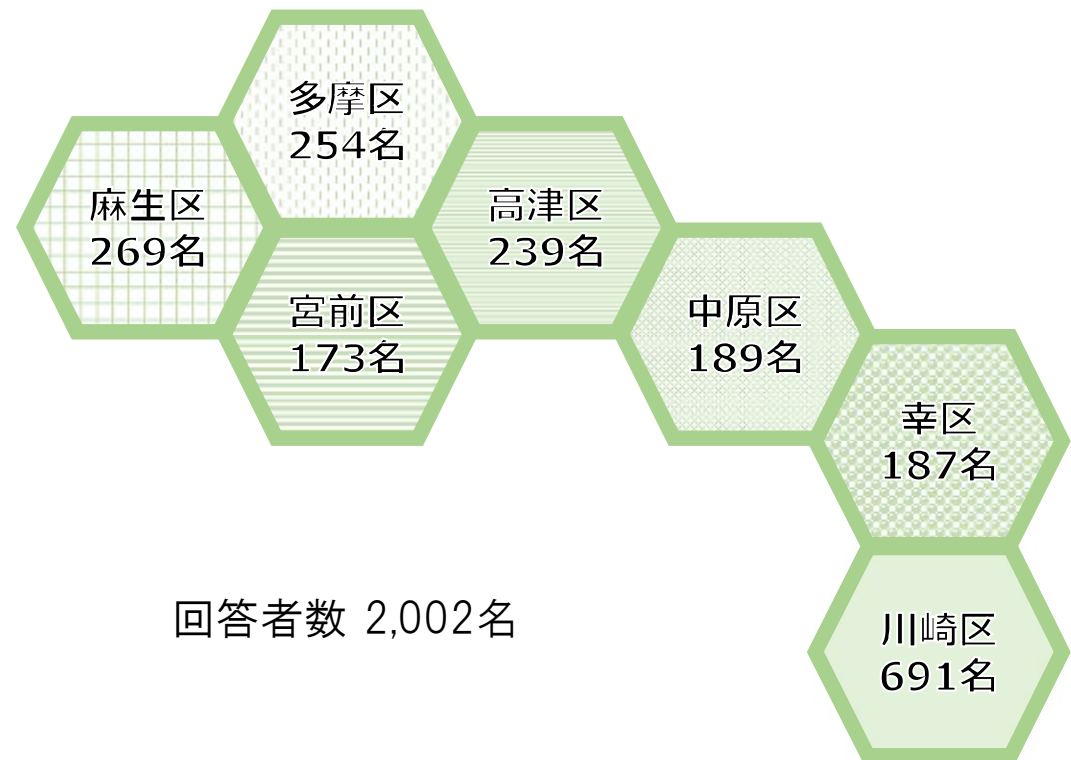 多摩区
254名
麻生区
269名
高津区
239名
宮前区
173名
中原区
189名
幸区
187名
川崎区
691名
回答者数 2,002名